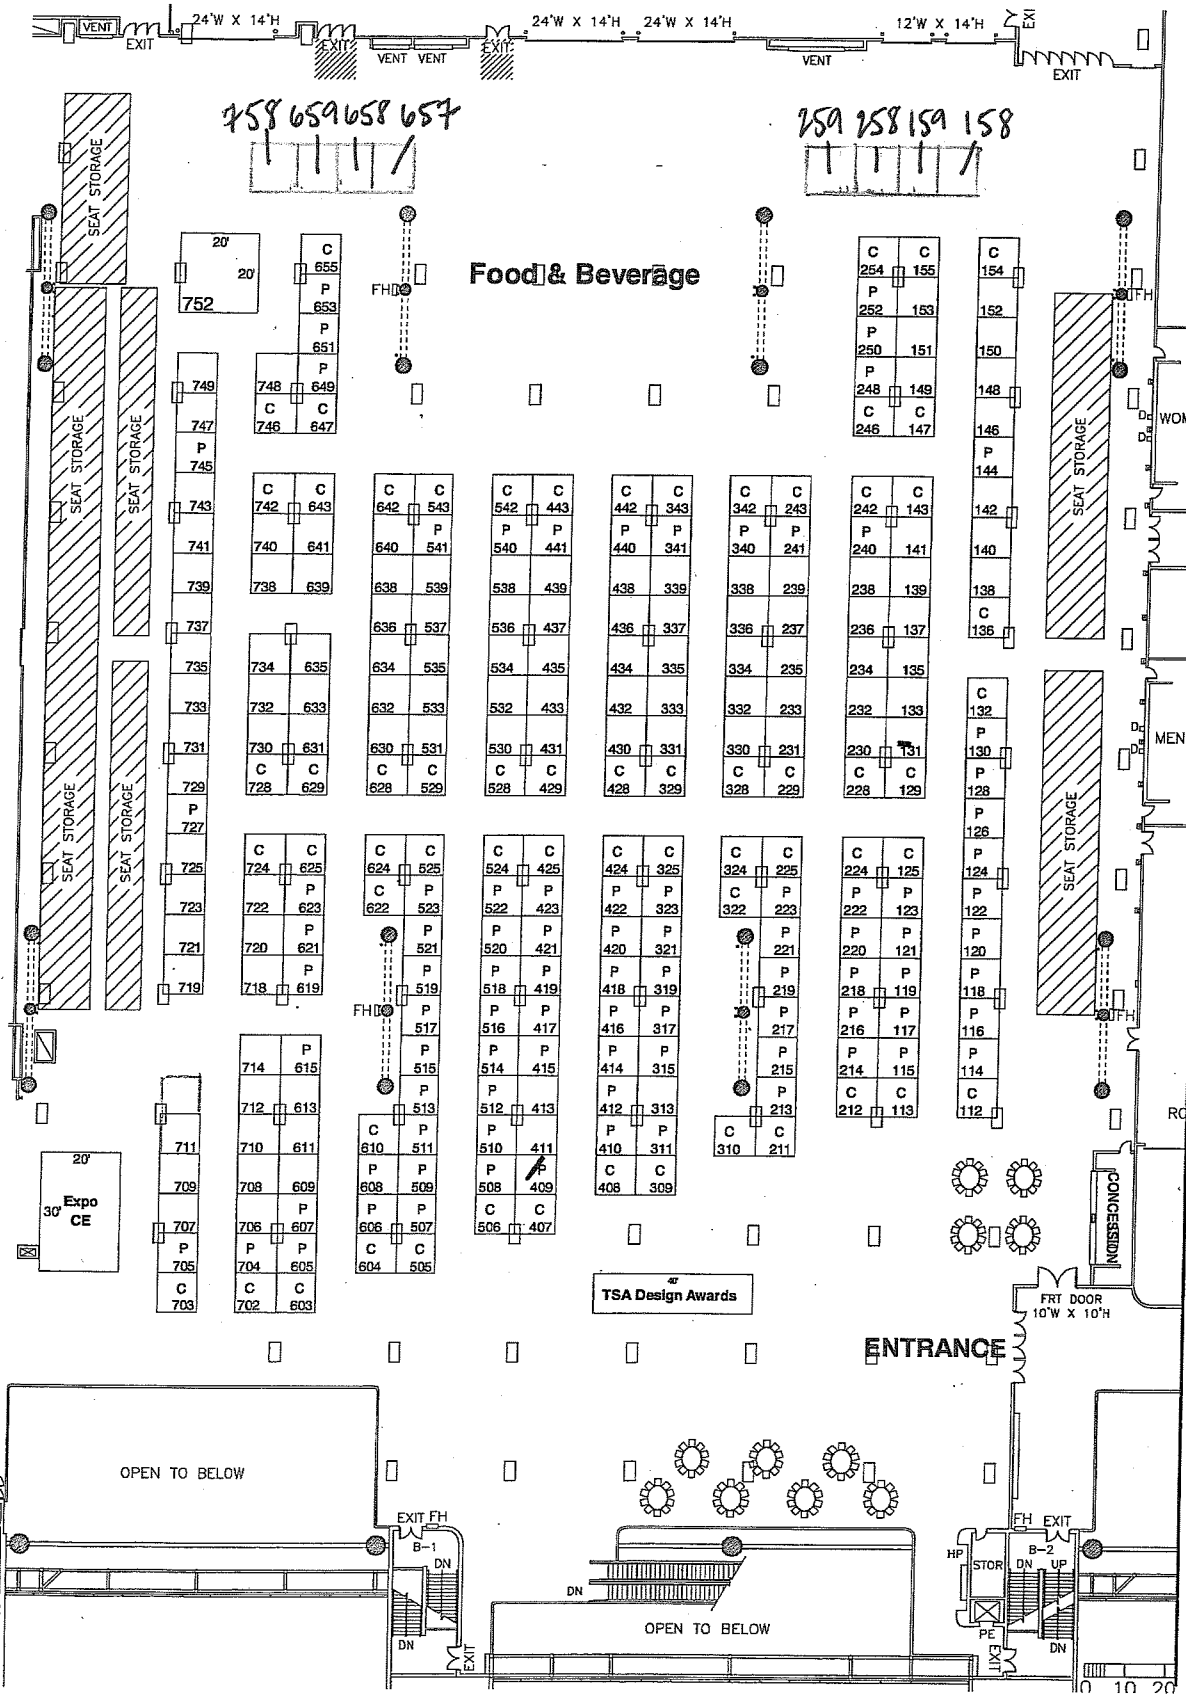 VENT
EXIT
24'W X 14'H
EXIT
VENT VENT
EXIT
24'W X 14'H 24'W X 14'H
VENT
12'W X 14'H
EXI
EXIT
758 659 658 657
259 258 159 158
SEAT STORAGE
20'
20'
752
C
655
P
653
P
651
P
748 649
C C
746 647
FH
Food & Beverage
C
254 155
P
252 153
P
250 151
P
248 149
C C
246 147
C
154
152
150
148
146
P
144
142
140
138
C
136
FH
SEAT STORAGE
WOM
D
D
749
747
P
745
743
741
739
737
735
733
731
729
P
727
725
723
721
719
SEAT STORAGE
SEAT STORAGE
SEAT STORAGE
SEAT STORAGE
C C
742 643
740 641
738 639
734 635
732 633
730 631
C C
728 629
C C
642 543
P
640 541
638 539
636 537
634 535
632 533
630 531
C C
628 529
C C
542 443
P P
540 441
538 439
536 437
534 435
532 433
530 431
C C
528 429
C C
442 343
P P
440 341
438 339
436 337
434 335
432 333
430 331
C C
428 329
C C
342 243
P P
340 241
338 239
336 237
334 235
332 233
330 231
C C
328 229
C C
242 143
P
240 141
238 139
236 137
234 135
232 133
230 131
C C
228 129
C
132
P
130
P
128
P
126
P
124
P
122
P
120
P
118
P
116
P
114
C
112
SEAT STORAGE
FH
MEN
D
D
C C
724 625
P
722 623
P
720 621
P
718 619
P
714 615
712 613
710 611
708 609
P
706 607
P P
704 605
C C
702 603
C C
624 525
C P
622 523
P
521
P
519
P
517
P
515
P
513
C P
610 511
P P
608 509
P P
606 507
C C
604 505
FH
C C
524 425
P P
522 423
P P
520 421
P P
518 419
P P
516 417
P P
514 415
P
512 413
P
510 411
P P
508 409
C C
506 407
C C
424 325
P P
422 323
P P
420 321
P P
418 319
P P
416 317
P P
414 315
P P
412 313
P P
410 311
C C
408 309
C C
324 225
C P
322 223
P
221
P
219
P
217
P
215
P
213
C C
310 211
C C
224 125
P P
222 123
P P
220 121
P P
218 119
P P
216 117
P P
214 115
C C
212 113
711
709
707
P
705
C
703
20'
30'
Expo
CE
40'
TSA Design Awards
CONCESSION
RO
FRT DOOR
10'W X 10'H
ENTRANCE
OPEN TO BELOW
EXIT FH
B-1
DN
DN
EXIT
DN
OPEN TO BELOW
HP
STOR
PE
EXIT
FH EXIT
B-2
DN UP
DN
0 10 20